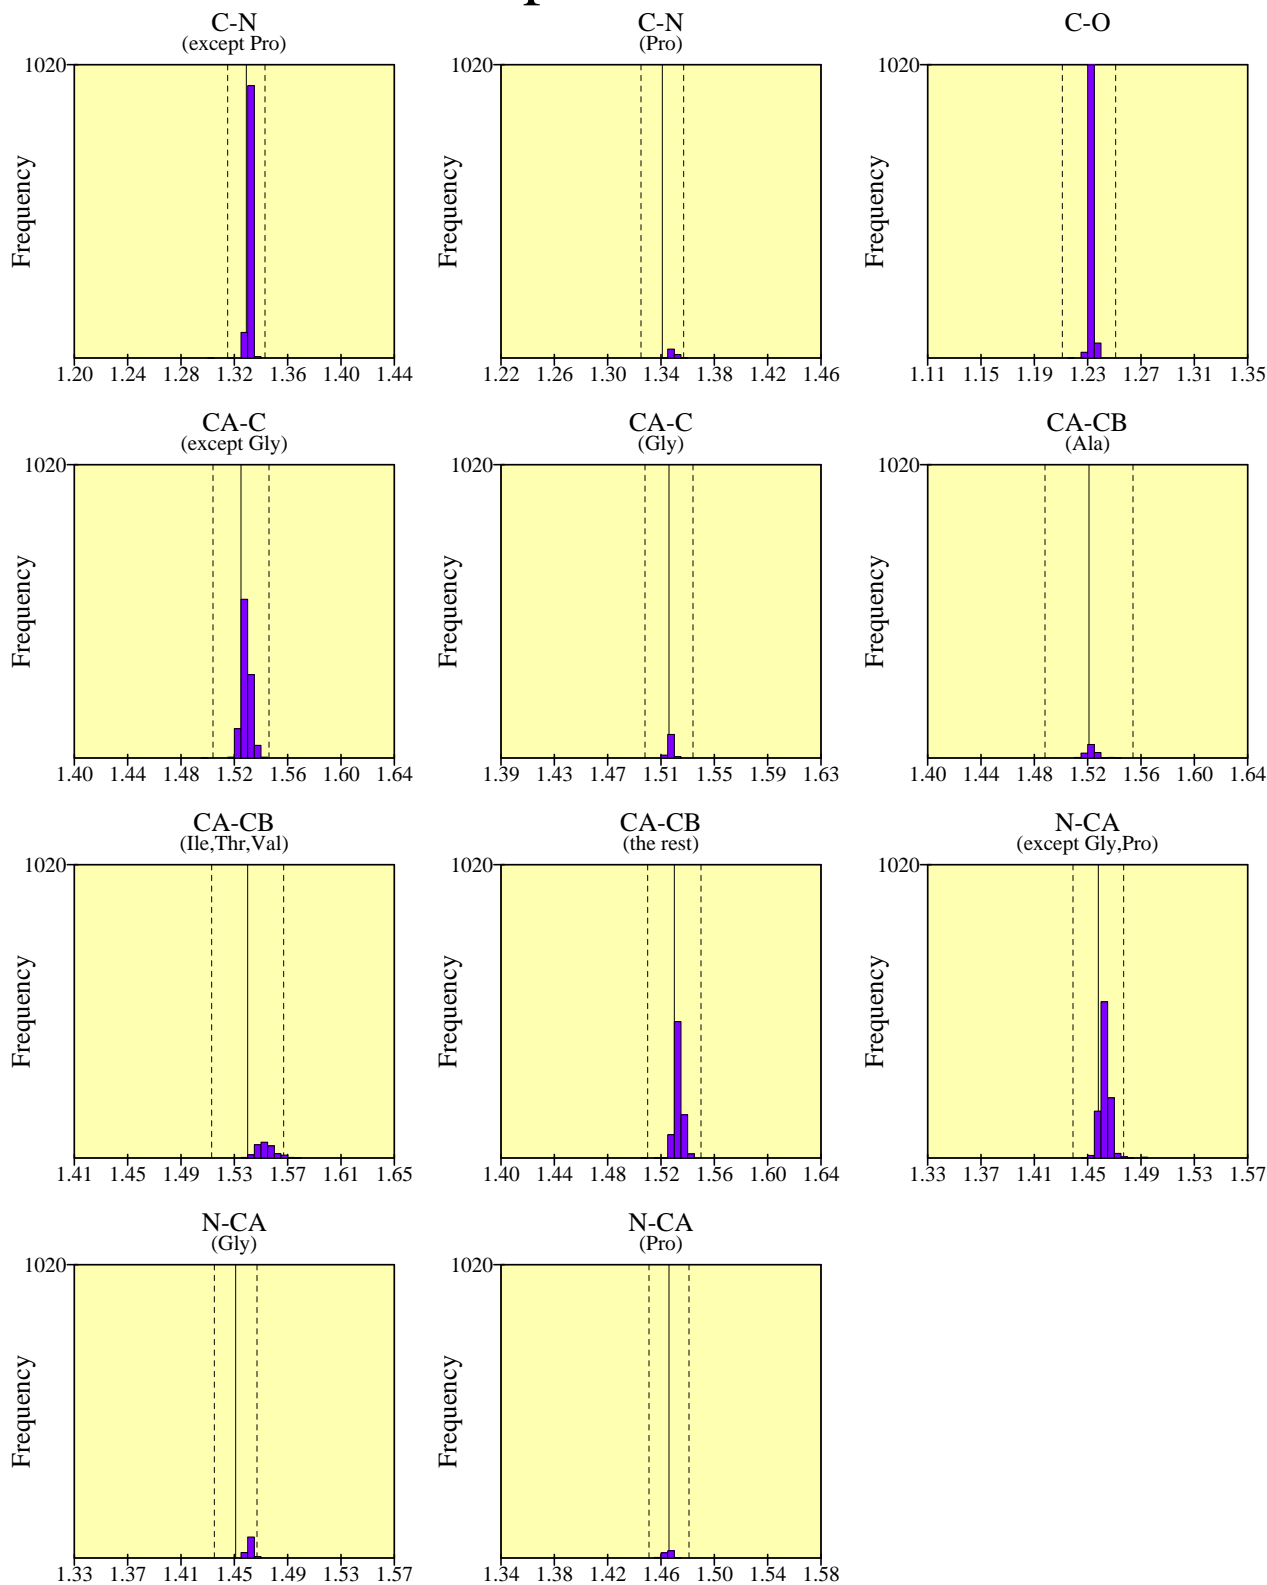 C-N
(except Pro)
C-N
(Pro)
C-O
1020
1020
1020
Frequency
Frequency
Frequency
1.20 1.24 1.28 1.32 1.36 1.40 1.44
1.22 1.26 1.30 1.34 1.38 1.42 1.46
1.11 1.15 1.19 1.23 1.27 1.31 1.35
CA-C
(except Gly)
CA-C
(Gly)
CA-CB
(Ala)
1020
1020
1020
Frequency
Frequency
Frequency
1.40 1.44 1.48 1.52 1.56 1.60 1.64
1.39 1.43 1.47 1.51 1.55 1.59 1.63
1.40 1.44 1.48 1.52 1.56 1.60 1.64
CA-CB
(Ile,Thr,Val)
CA-CB
(the rest)
N-CA
(except Gly,Pro)
1020
1020
1020
Frequency
Frequency
Frequency
1.41 1.45 1.49 1.53 1.57 1.61 1.65
1.40 1.44 1.48 1.52 1.56 1.60 1.64
1.33 1.37 1.41 1.45 1.49 1.53 1.57
N-CA
(Gly)
N-CA
(Pro)
1020
1020
Frequency
Frequency
1.33 1.37 1.41 1.45 1.49 1.53 1.57
1.34 1.38 1.42 1.46 1.50 1.54 1.58